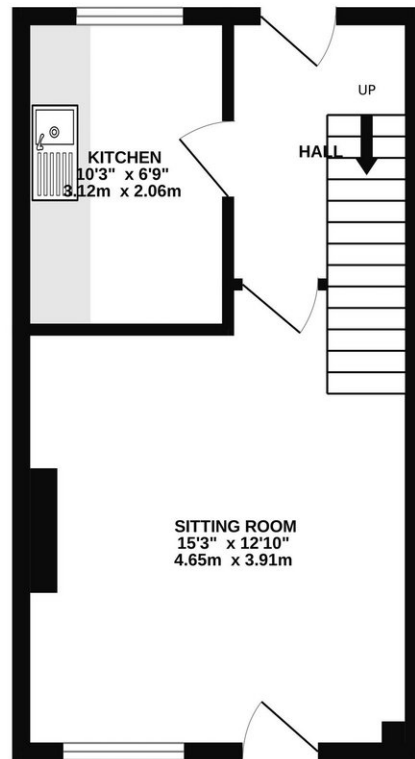 UP
HALL
KITCHEN
10'3" x 6'9"
3.12m x 2.06m
SITTING ROOM
15'3" x 12'10"
4.65m x 3.91m